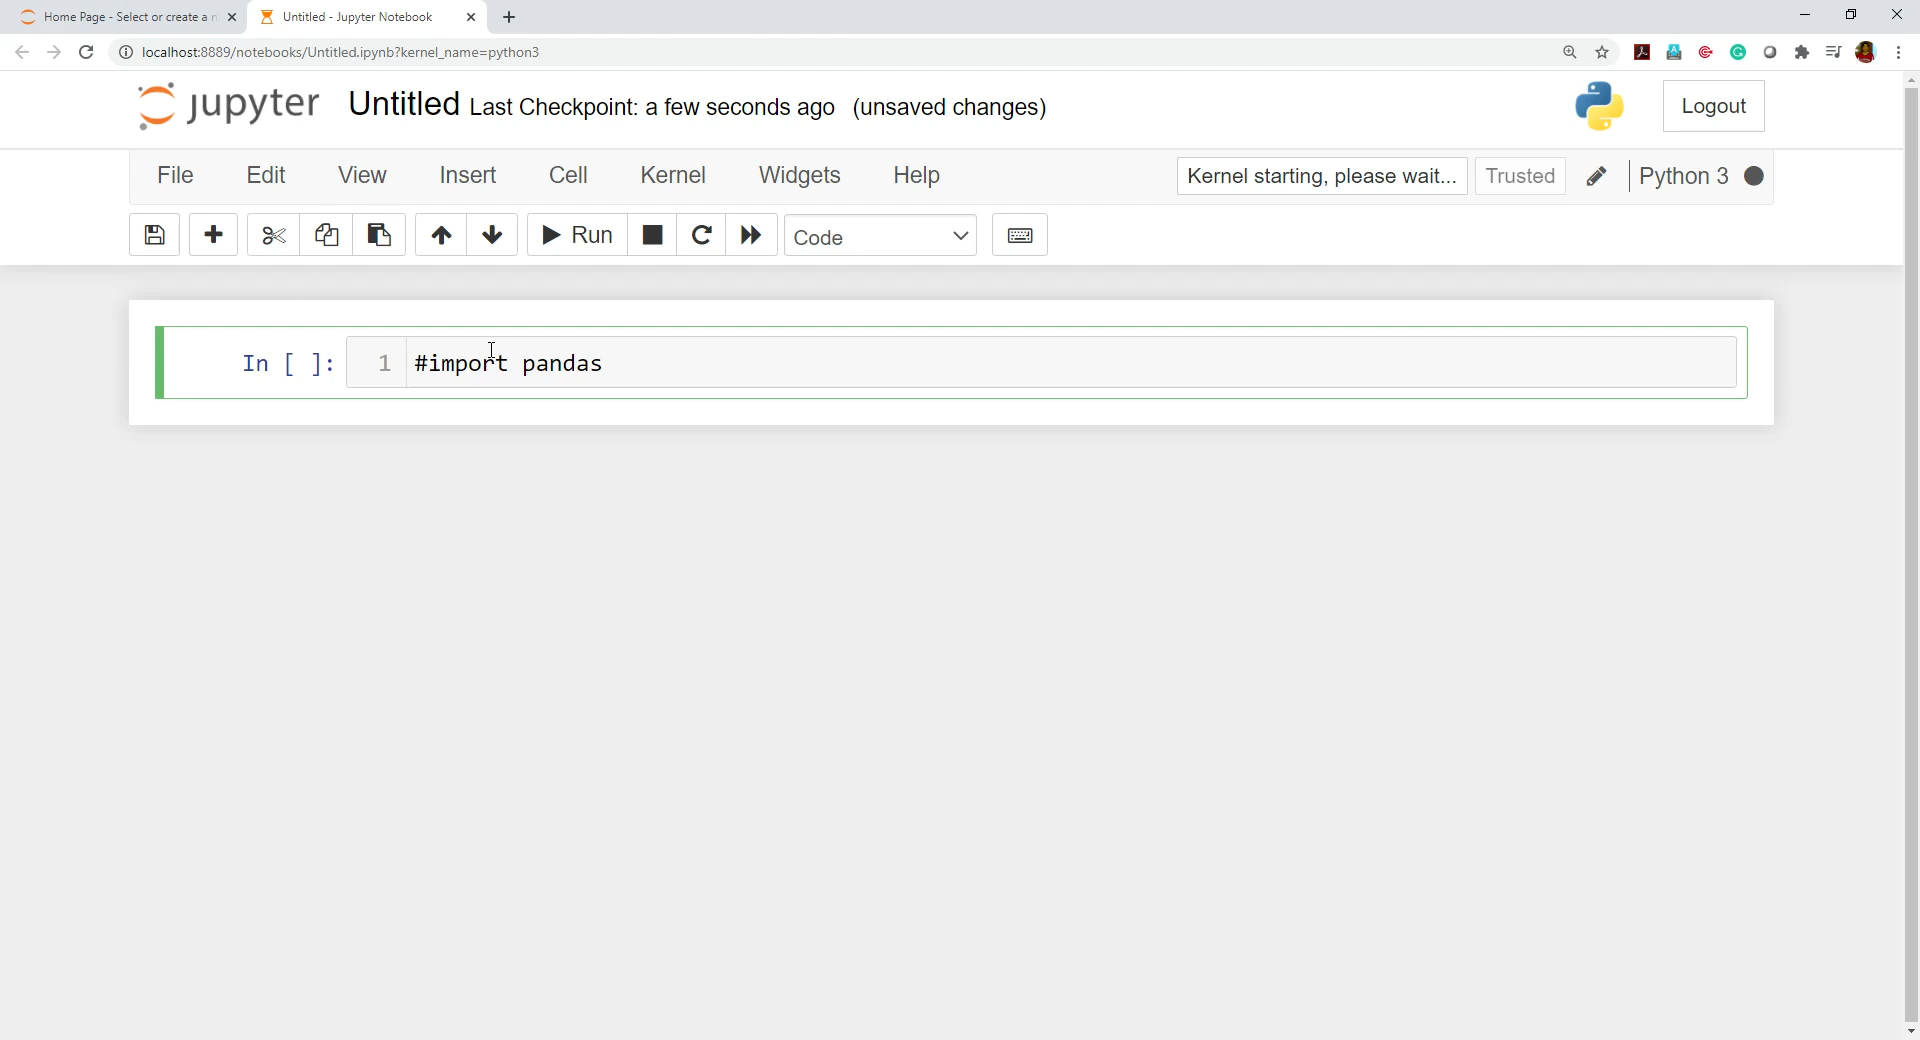 Home Page - Select or create a n
Untitled - Jupyter Notebook
localhost:8889/notebooks/Untitled.ipynb?kernel_name=python3
jupyter Untitled Last Checkpoint: a few seconds ago (unsaved changes)
Logout
File Edit View Insert Cell Kernel Widgets Help
Kernel starting, please wait... Trusted Python 3
Run Code
In [ ]: 1 #import pandas